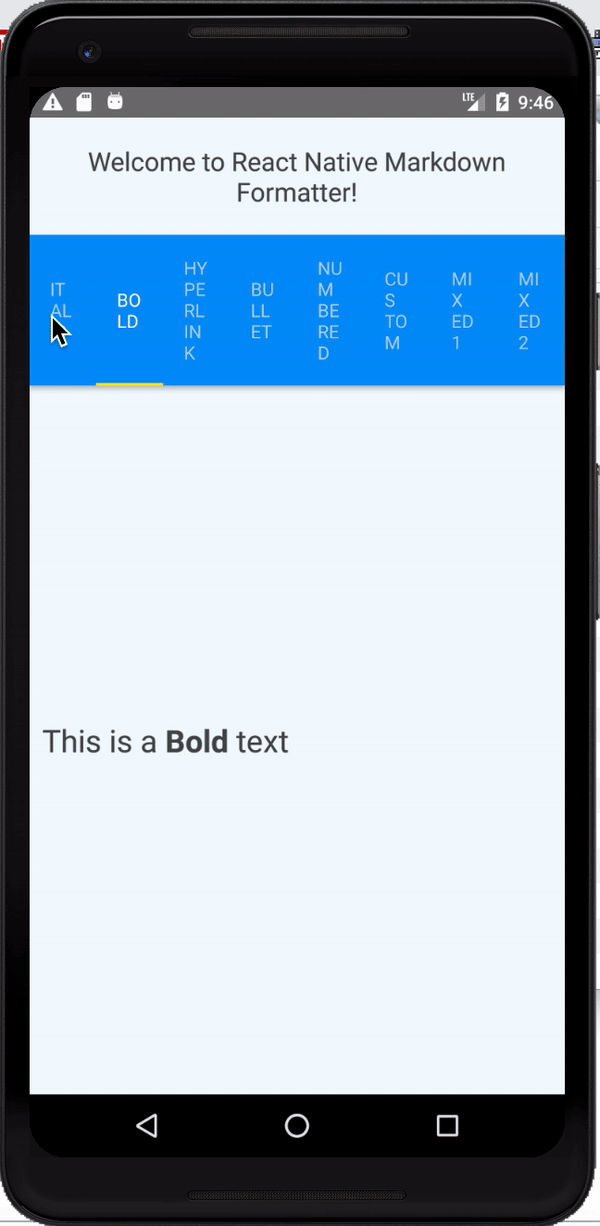 LTE
9:46
Welcome to React Native Markdown
Formatter!
IT
AL
BO
LD
HY
PE
RL
IN
K
BU
LL
ET
NU
M
BE
RE
D
CU
S
TO
M
MI
X
ED
1
MI
X
ED
2
This is a Bold text